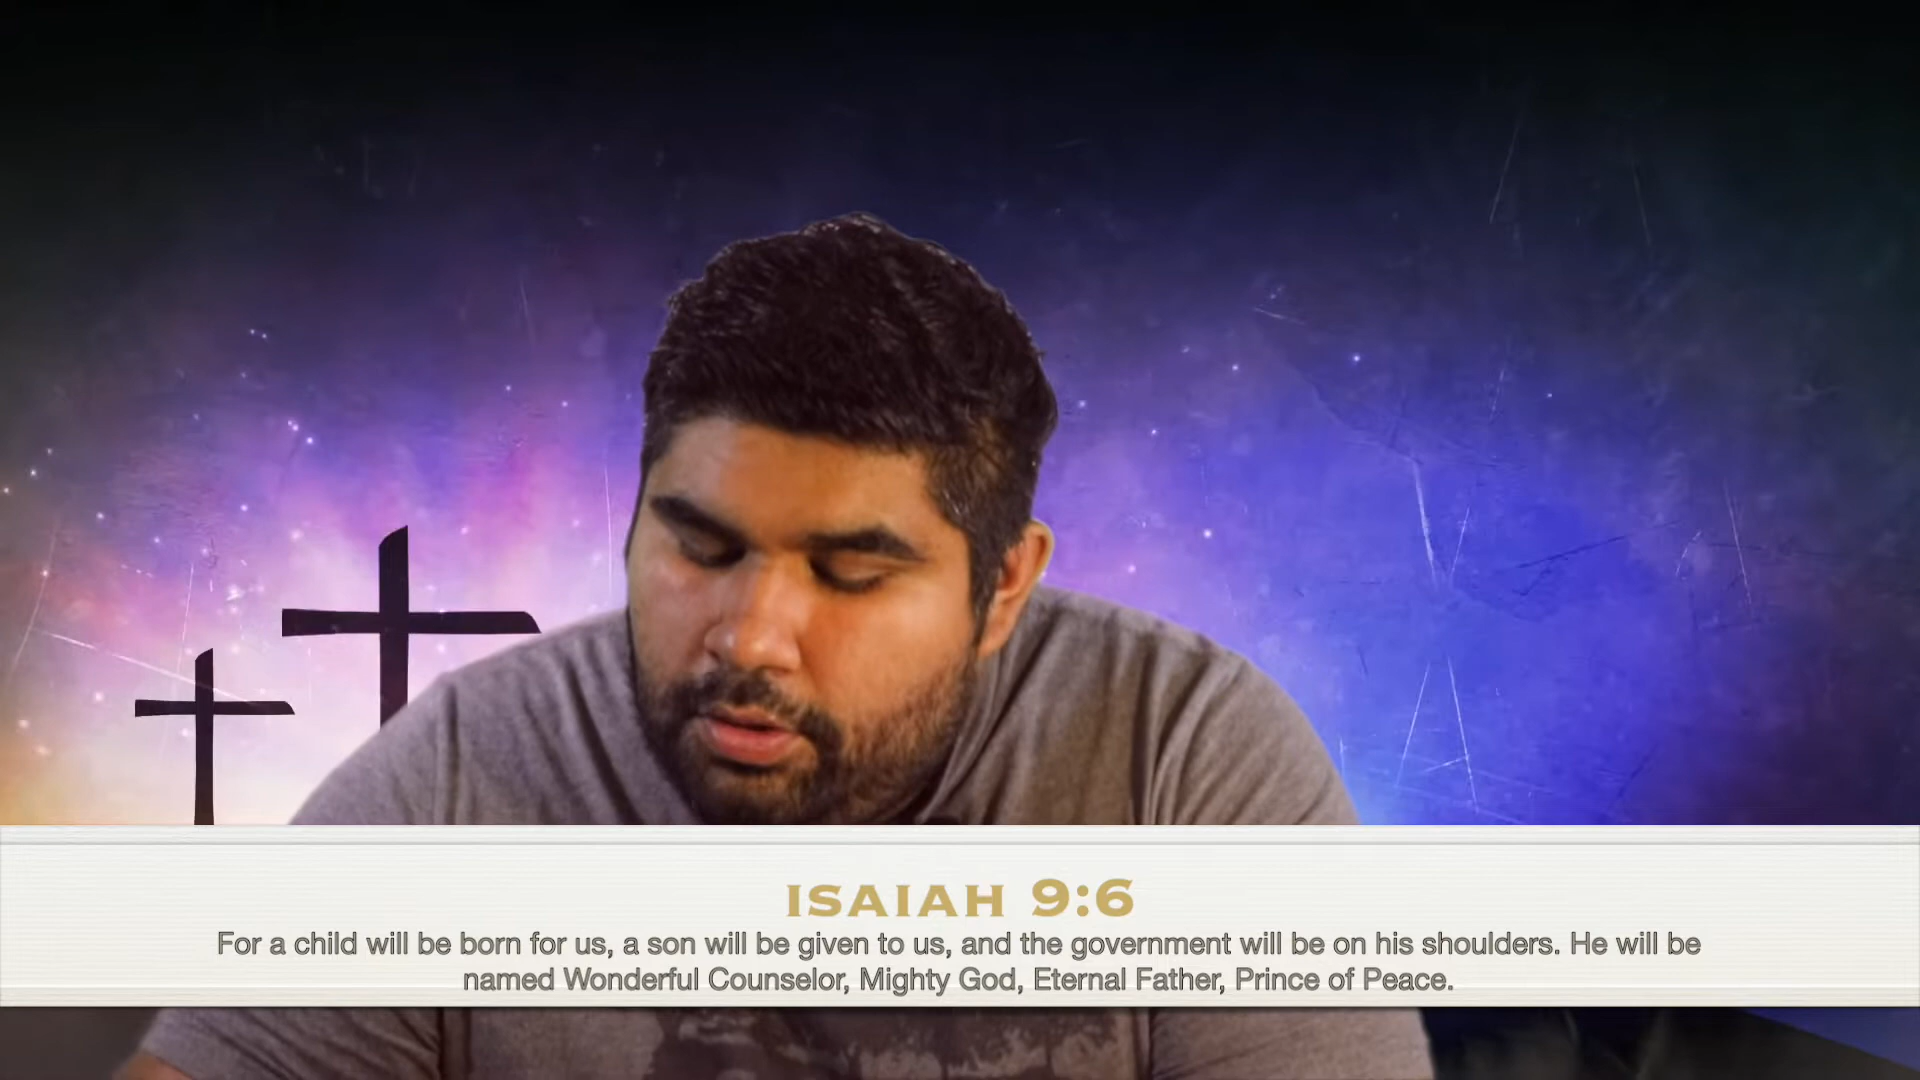 ISAIAH 9:6
For a child will be born for us, a son will be given to us, and the government will be on his shoulders. He will be
named Wonderful Counselor, Mighty God, Eternal Father, Prince of Peace.